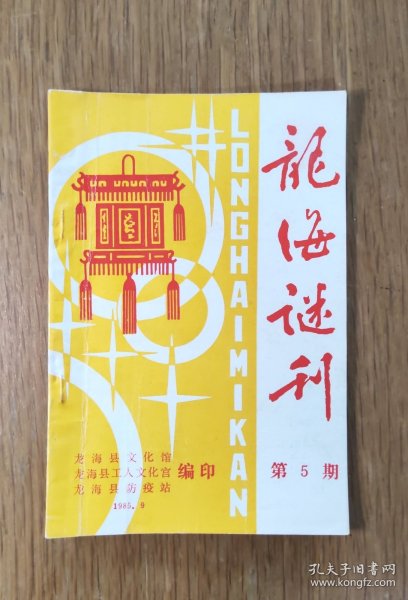 龍海谜刊
LONGHAIMIKAN
龙海县文化馆
龙海县工人文化宫
龙海县防疫站
编印
第5期
1985.9
孔夫子旧书网
www.kongfz.com